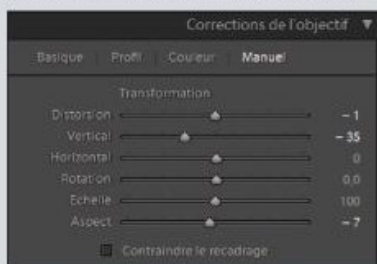 Corrections de l'objectif
Basique Profil Couleur Manuel
Transformation
Distorsion - 1
Vertical - 35
Horizontal 0
Rotation 0,0
Echelle 100
Aspect - 7
Contraindre le recadrage